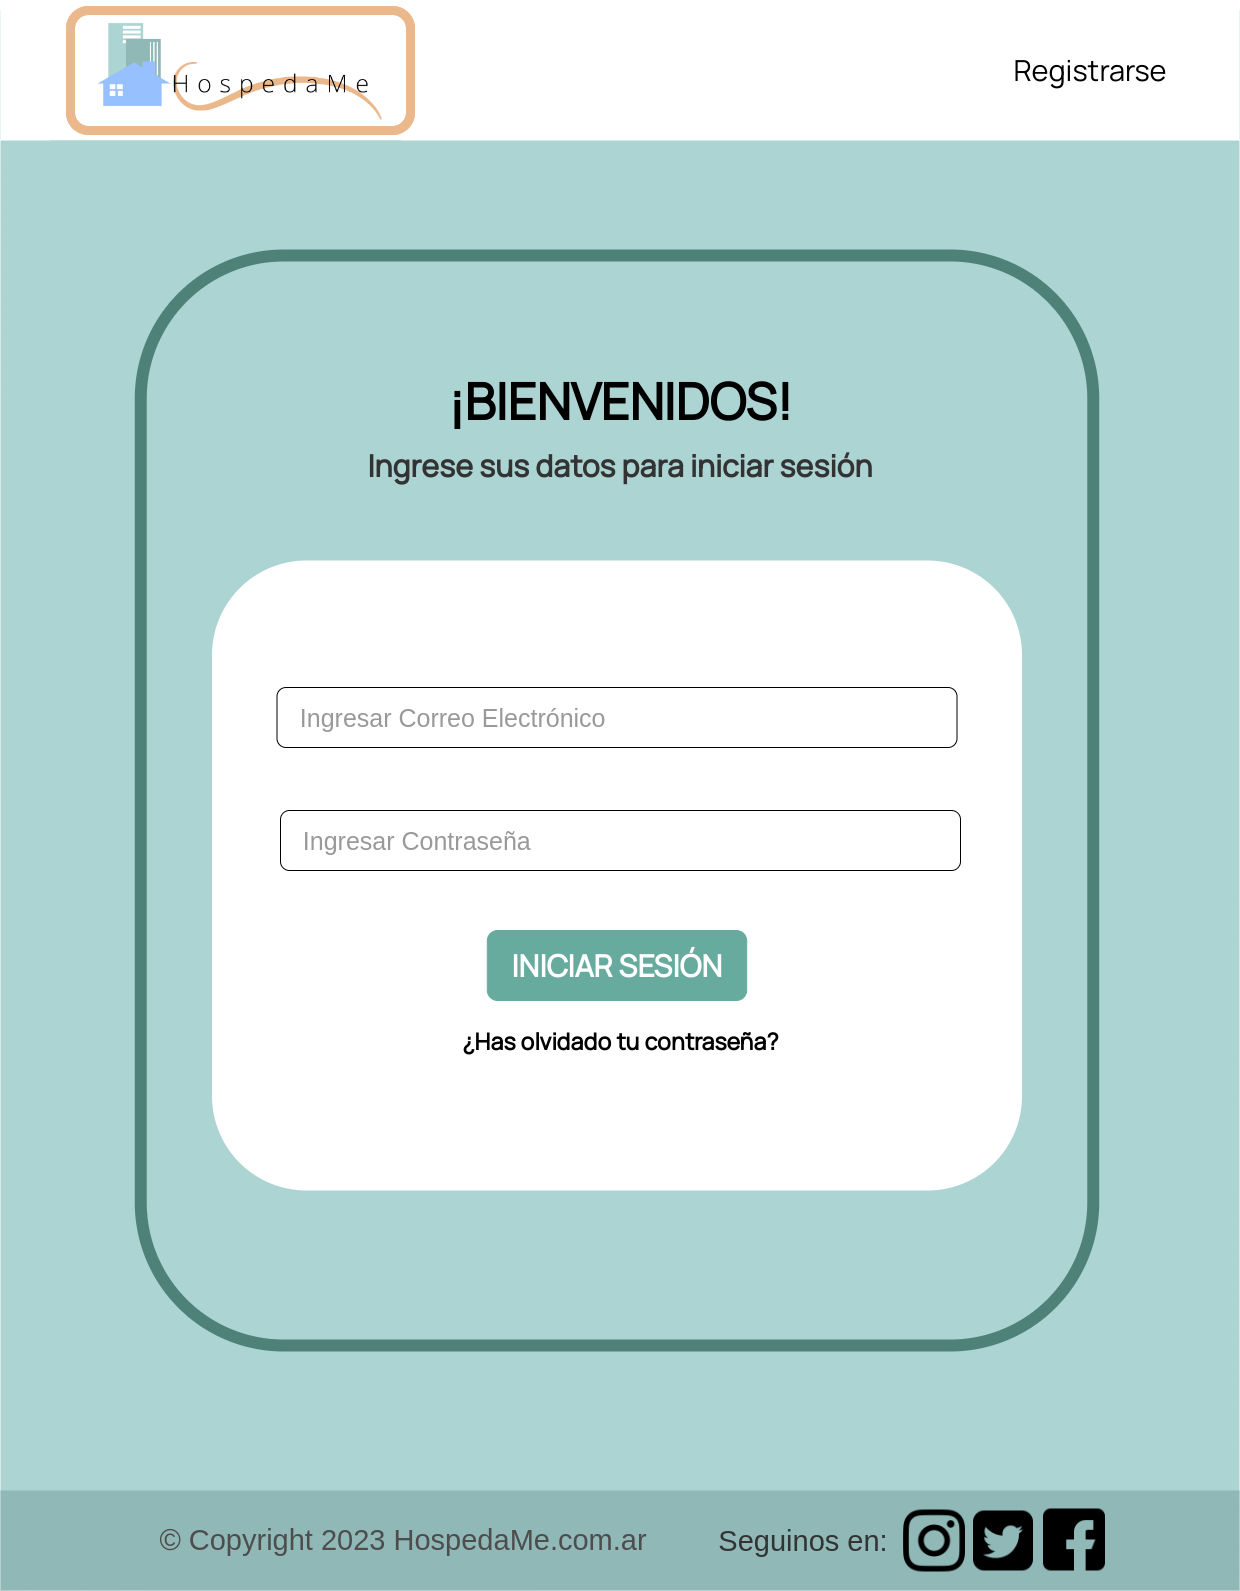 HospedaMe
Registrarse
¡BIENVENIDOS!
Ingrese sus datos para iniciar sesión
Ingresar Correo Electrónico
Ingresar Contraseña
INICIAR SESIÓN
¿Has olvidado tu contraseña?
© Copyright 2023 HospedaMe.com.ar
Seguinos en: